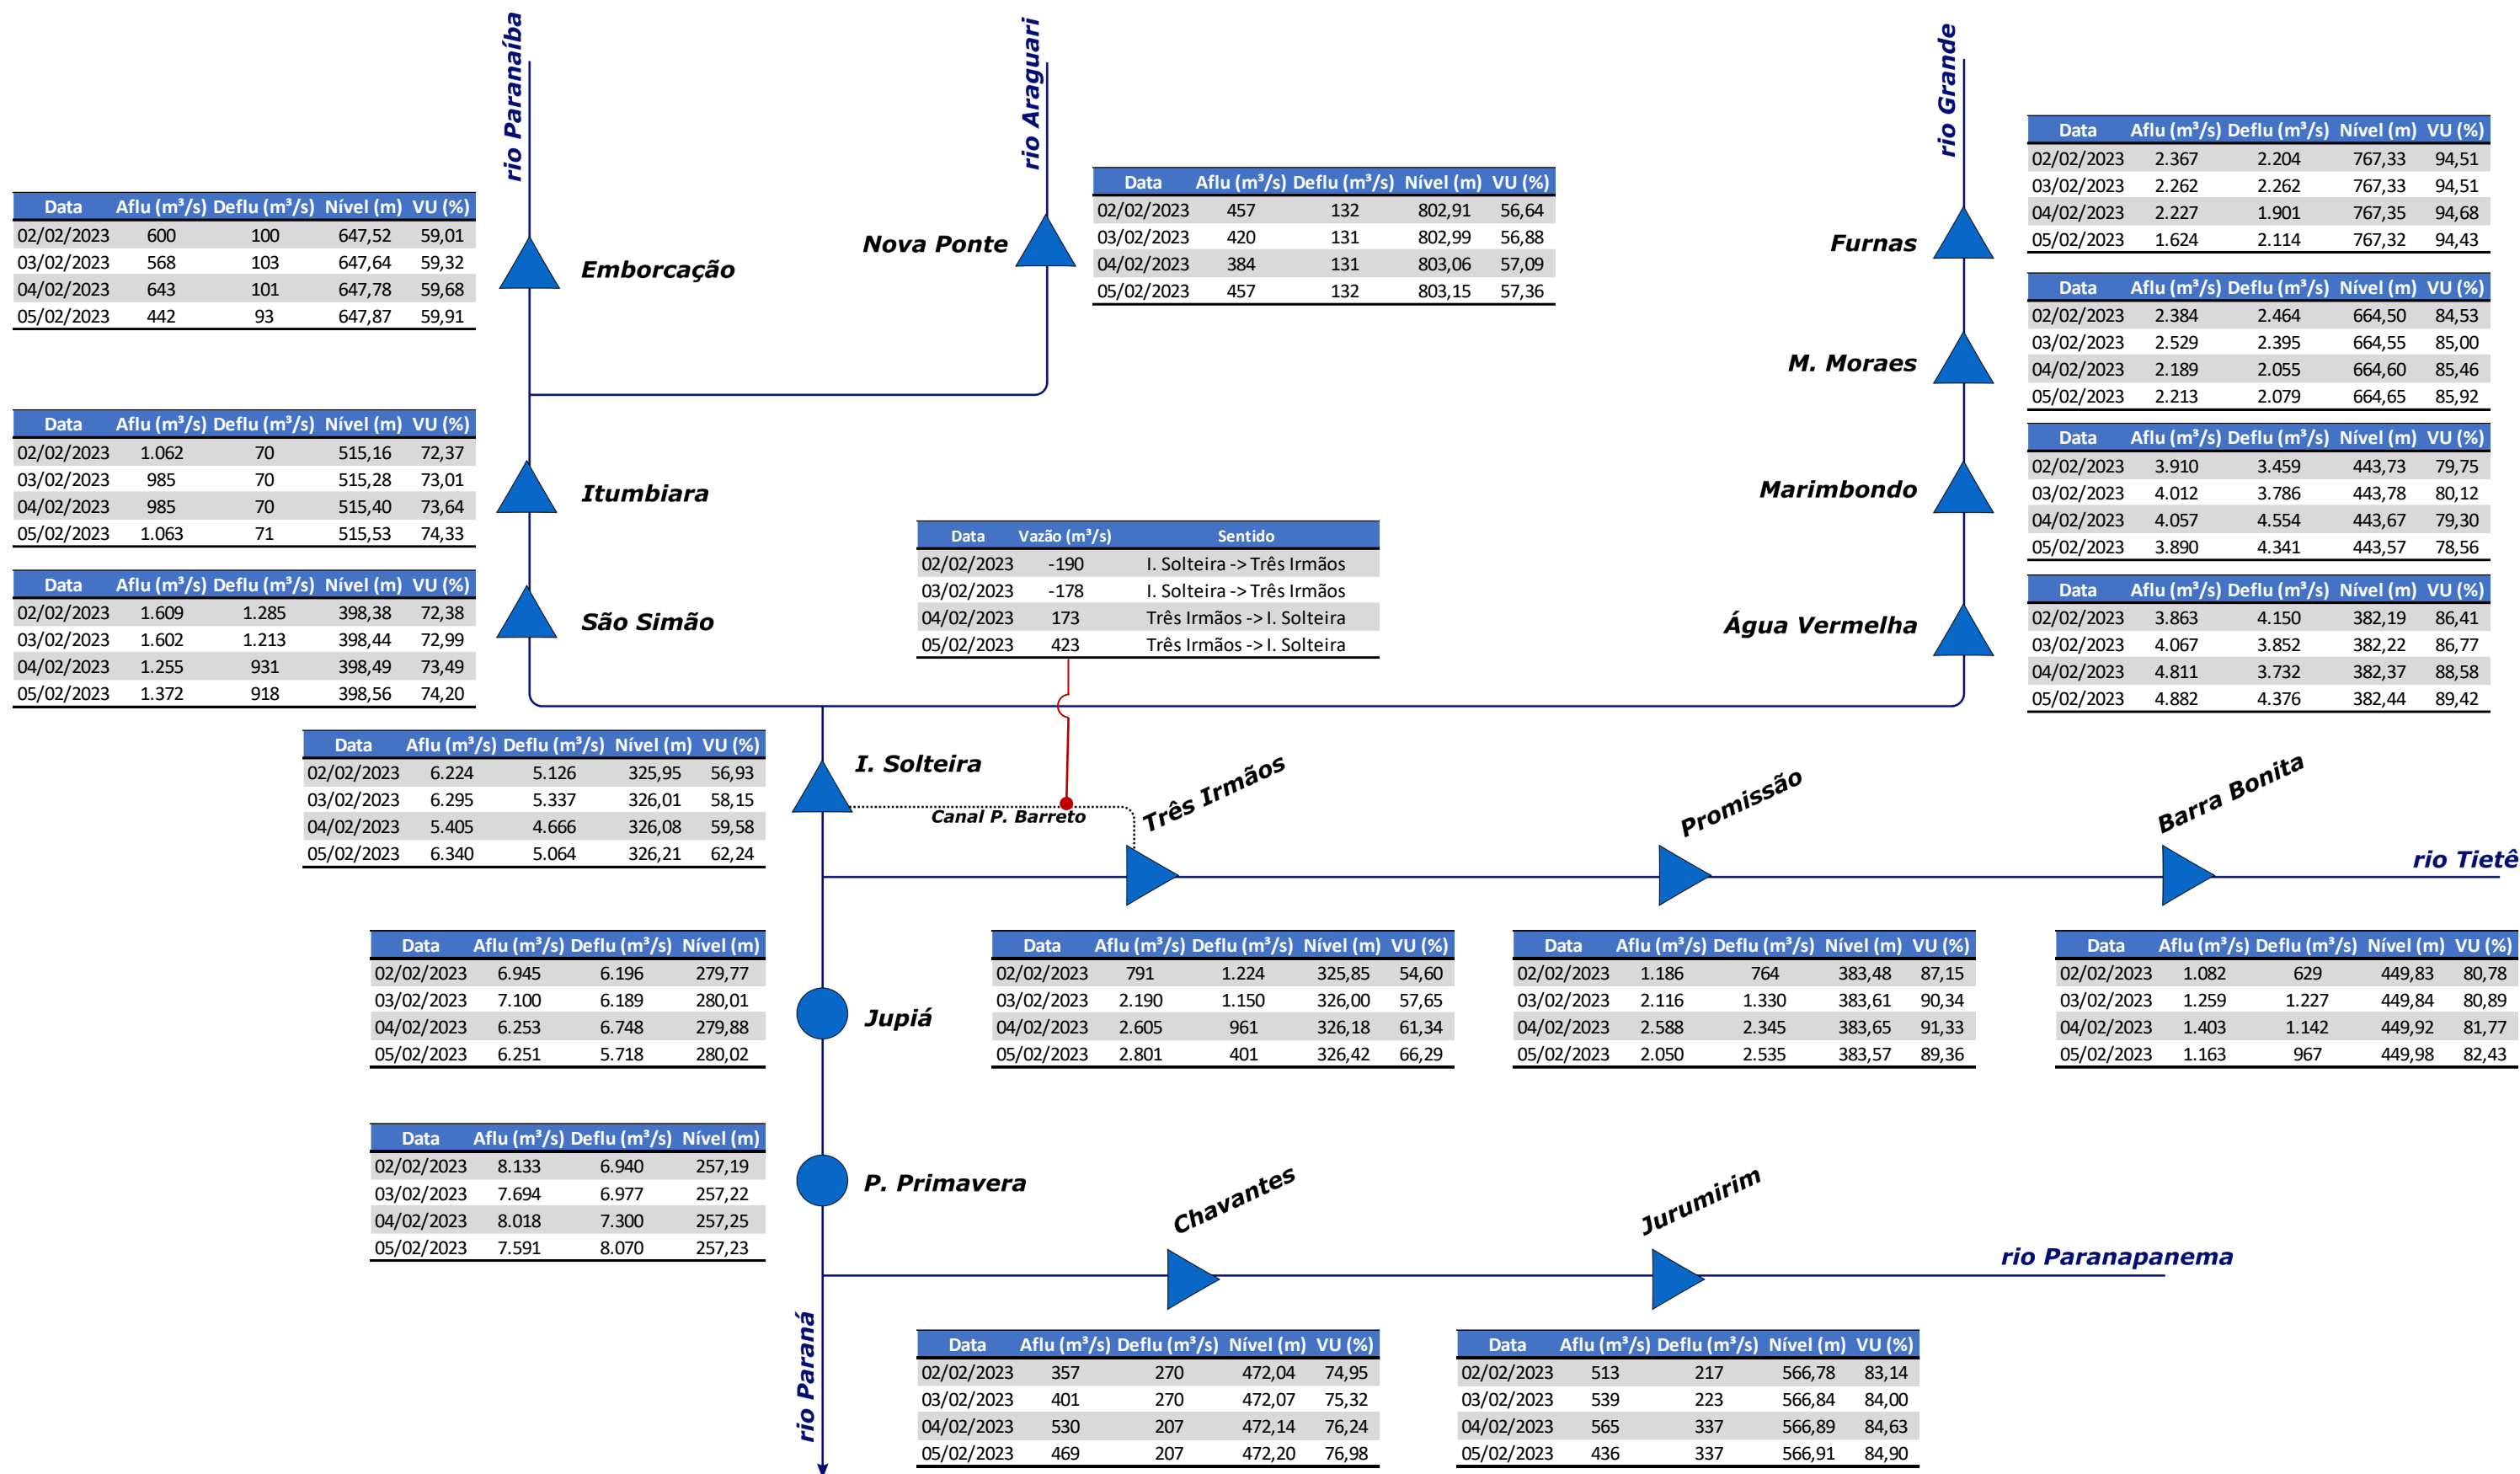 rio Paranaíba
rio Araguari
rio Grande
Data Aflu (m³/s) Deflu (m³/s) Nível (m) VU (%)
02/02/2023 600 100 647,52 59,01
03/02/2023 568 103 647,64 59,32
04/02/2023 643 101 647,78 59,68
05/02/2023 442 93 647,87 59,91
Emborcação
Nova Ponte
Data Aflu (m³/s) Deflu (m³/s) Nível (m) VU (%)
02/02/2023 457 132 802,91 56,64
03/02/2023 420 131 802,99 56,88
04/02/2023 384 131 803,06 57,09
05/02/2023 457 132 803,15 57,36
Furnas
Data Aflu (m³/s) Deflu (m³/s) Nível (m) VU (%)
02/02/2023 2.367 2.204 767,33 94,51
03/02/2023 2.262 2.262 767,33 94,51
04/02/2023 2.227 1.901 767,35 94,68
05/02/2023 1.624 2.114 767,32 94,43
M. Moraes
Data Aflu (m³/s) Deflu (m³/s) Nível (m) VU (%)
02/02/2023 2.384 2.464 664,50 84,53
03/02/2023 2.529 2.395 664,55 85,00
04/02/2023 2.189 2.055 664,60 85,46
05/02/2023 2.213 2.079 664,65 85,92
Data Aflu (m³/s) Deflu (m³/s) Nível (m) VU (%)
02/02/2023 1.062 70 515,16 72,37
03/02/2023 985 70 515,28 73,01
04/02/2023 985 70 515,40 73,64
05/02/2023 1.063 71 515,53 74,33
Itumbiara
Marimbondo
Data Aflu (m³/s) Deflu (m³/s) Nível (m) VU (%)
02/02/2023 3.910 3.459 443,73 79,75
03/02/2023 4.012 3.786 443,78 80,12
04/02/2023 4.057 4.554 443,67 79,30
05/02/2023 3.890 4.341 443,57 78,56
Data Aflu (m³/s) Deflu (m³/s) Nível (m) VU (%)
02/02/2023 1.609 1.285 398,38 72,38
03/02/2023 1.602 1.213 398,44 72,99
04/02/2023 1.255 931 398,49 73,49
05/02/2023 1.372 918 398,56 74,20
São Simão
Data Vazão (m³/s) Sentido
02/02/2023 -190 I. Solteira -> Três Irmãos
03/02/2023 -178 I. Solteira -> Três Irmãos
04/02/2023 173 Três Irmãos -> I. Solteira
05/02/2023 423 Três Irmãos -> I. Solteira
Água Vermelha
Data Aflu (m³/s) Deflu (m³/s) Nível (m) VU (%)
02/02/2023 3.863 4.150 382,19 86,41
03/02/2023 4.067 3.852 382,22 86,77
04/02/2023 4.811 3.732 382,37 88,58
05/02/2023 4.882 4.376 382,44 89,42
Data Aflu (m³/s) Deflu (m³/s) Nível (m) VU (%)
02/02/2023 6.224 5.126 325,95 56,93
03/02/2023 6.295 5.337 326,01 58,15
04/02/2023 5.405 4.666 326,08 59,58
05/02/2023 6.340 5.064 326,21 62,24
I. Solteira
Canal P. Barreto
Três Irmãos
Promissão
Barra Bonita
rio Tietê
Data Aflu (m³/s) Deflu (m³/s) Nível (m)
02/02/2023 6.945 6.196 279,77
03/02/2023 7.100 6.189 280,01
04/02/2023 6.253 6.748 279,88
05/02/2023 6.251 5.718 280,02
Jupiá
Data Aflu (m³/s) Deflu (m³/s) Nível (m) VU (%)
02/02/2023 791 1.224 325,85 54,60
03/02/2023 2.190 1.150 326,00 57,65
04/02/2023 2.605 961 326,18 61,34
05/02/2023 2.801 401 326,42 66,29
Data Aflu (m³/s) Deflu (m³/s) Nível (m) VU (%)
02/02/2023 1.186 764 383,48 87,15
03/02/2023 2.116 1.330 383,61 90,34
04/02/2023 2.588 2.345 383,65 91,33
05/02/2023 2.050 2.535 383,57 89,36
Data Aflu (m³/s) Deflu (m³/s) Nível (m) VU (%)
02/02/2023 1.082 629 449,83 80,78
03/02/2023 1.259 1.227 449,84 80,89
04/02/2023 1.403 1.142 449,92 81,77
05/02/2023 1.163 967 449,98 82,43
Data Aflu (m³/s) Deflu (m³/s) Nível (m)
02/02/2023 8.133 6.940 257,19
03/02/2023 7.694 6.977 257,22
04/02/2023 8.018 7.300 257,25
05/02/2023 7.591 8.070 257,23
P. Primavera
Chavantes
Jurumirim
rio Paranapanema
rio Paraná
Data Aflu (m³/s) Deflu (m³/s) Nível (m) VU (%)
02/02/2023 357 270 472,04 74,95
03/02/2023 401 270 472,07 75,32
04/02/2023 530 207 472,14 76,24
05/02/2023 469 207 472,20 76,98
Data Aflu (m³/s) Deflu (m³/s) Nível (m) VU (%)
02/02/2023 513 217 566,78 83,14
03/02/2023 539 223 566,84 84,00
04/02/2023 565 337 566,89 84,63
05/02/2023 436 337 566,91 84,90